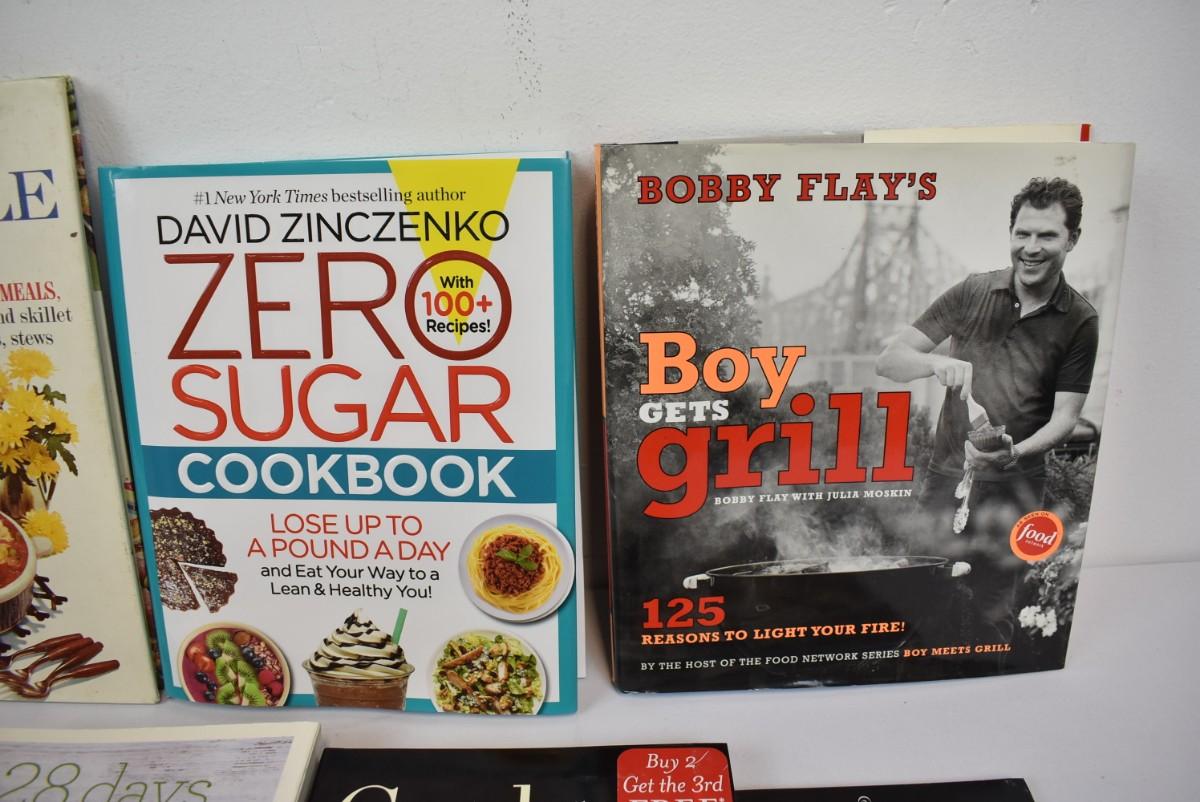 LE
MEALS,
nd skillet
, stews
#1 New York Times bestselling author
DAVID ZINCZENKO
ZERO
With
100+
Recipes!
SUGAR
COOKBOOK
LOSE UP TO
A POUND A DAY
and Eat Your Way to a
Lean & Healthy You!
BOBBY FLAY'S
Boy
GETS
grill
BOBBY FLAY WITH JULIA MOSKIN
food
network
125
REASONS TO LIGHT YOUR FIRE!
BY THE HOST OF THE FOOD NETWORK SERIES BOY MEETS GRILL
28 days
Buy 2
Get the 3rd
FREE*